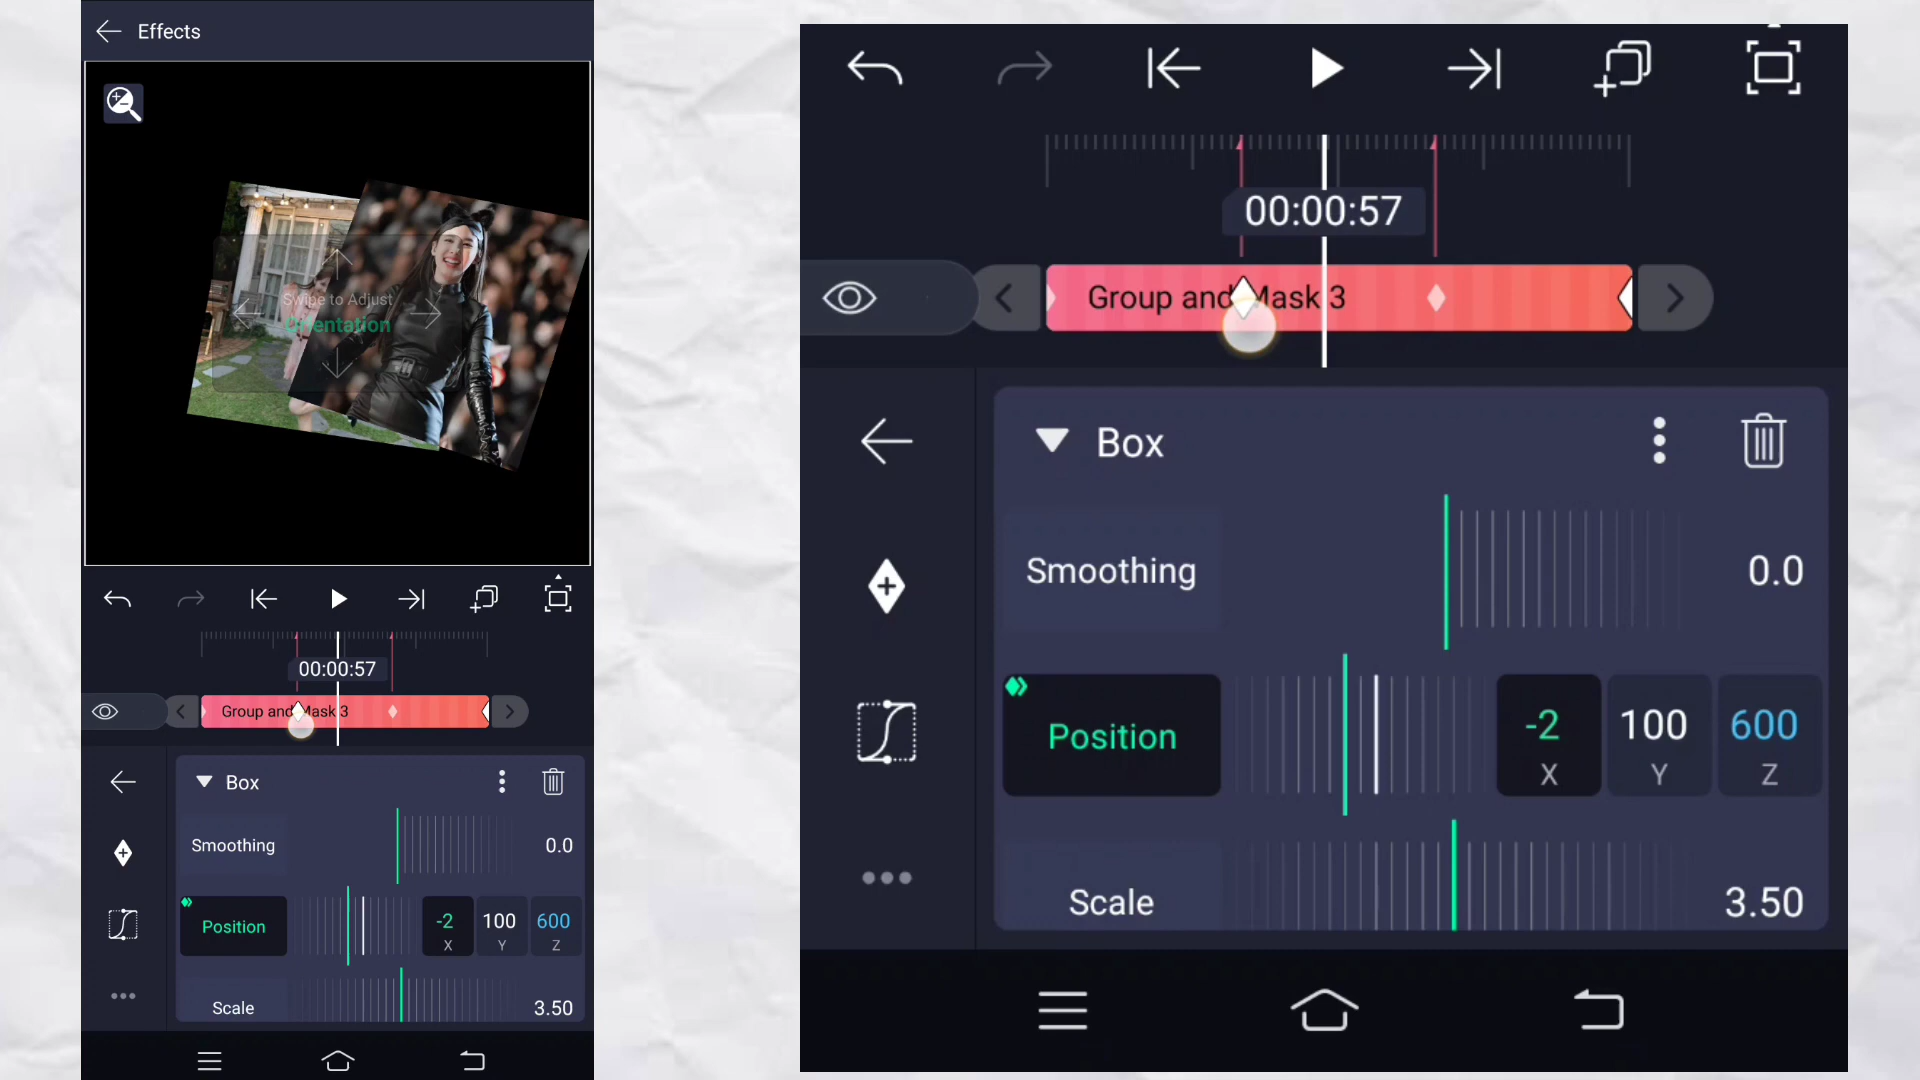 Effects
Swipe to Adjust
Orientation
00:00:57
Group and Mask 3
Box
Smoothing
0.0
Position
-2
100
600
X
Y
Z
Scale
3.50
00:00:57
Group and Mask 3
Box
Smoothing
0.0
Position
-2
100
600
X
Y
Z
Scale
3.50